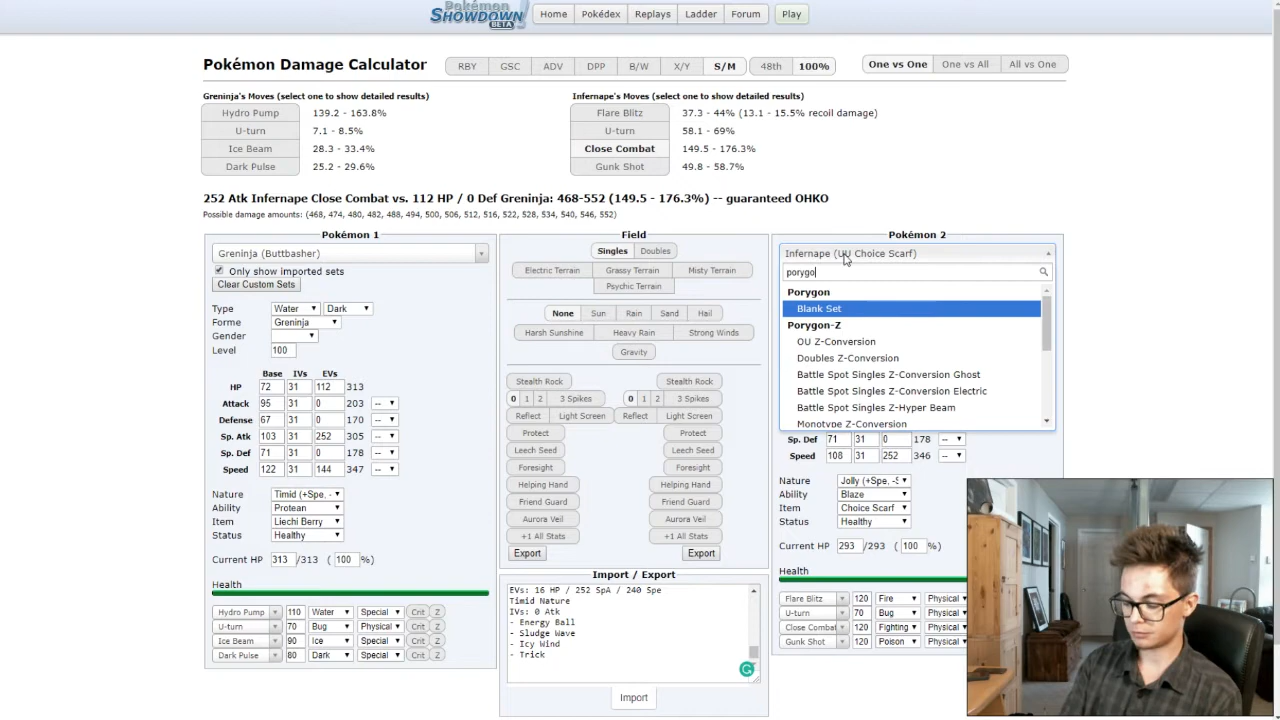 Pokémon
SHOWDOWN
BETA
Home
Pokédex
Replays
Ladder
Forum
Play
Pokémon Damage Calculator
RBY
GSC
ADV
DPP
B/W
X/Y
S/M
48th
100%
One vs One
One vs All
All vs One
Greninja's Moves (select one to show detailed results)
Hydro Pump 139.2 - 163.8%
U-turn 7.1 - 8.5%
Ice Beam 28.3 - 33.4%
Dark Pulse 25.2 - 29.6%
Infernape's Moves (select one to show detailed results)
Flare Blitz 37.3 - 44% (13.1 - 15.5% recoil damage)
U-turn 58.1 - 69%
Close Combat 149.5 - 176.3%
Gunk Shot 49.8 - 58.7%
252 Atk Infernape Close Combat vs. 112 HP / 0 Def Greninja: 468-552 (149.5 - 176.3%) -- guaranteed OHKO
Possible damage amounts: (468, 474, 480, 482, 488, 494, 500, 506, 512, 516, 522, 528, 534, 540, 546, 552)
Pokémon 1
Greninja (Buttbasher)
Only show imported sets
Clear Custom Sets
Type Water Dark
Forme Greninja
Gender
Level 100
Base IVs EVs
HP 72 31 112 313
Attack 95 31 0 203 --
Defense 67 31 0 170 --
Sp. Atk 103 31 252 305 --
Sp. Def 71 31 0 178 --
Speed 122 31 144 347 --
Nature Timid (+Spe, -
Ability Protean
Item Liechi Berry
Status Healthy
Current HP 313 /313 ( 100 %)
Health
Hydro Pump 110 Water Special Crit Z
U-turn 70 Bug Physical Crit Z
Ice Beam 90 Ice Special Crit Z
Dark Pulse 80 Dark Special Crit Z
Field
Singles Doubles
Electric Terrain Grassy Terrain Misty Terrain
Psychic Terrain
None Sun Rain Sand Hail
Harsh Sunshine Heavy Rain Strong Winds
Gravity
Stealth Rock Stealth Rock
0 1 2 3 Spikes 0 1 2 3 Spikes
Reflect Light Screen Reflect Light Screen
Protect Protect
Leech Seed Leech Seed
Foresight Foresight
Helping Hand Helping Hand
Friend Guard Friend Guard
Aurora Veil Aurora Veil
+1 All Stats +1 All Stats
Export Export
Import / Export
EVs: 16 HP / 252 SpA / 240 Spe
Timid Nature
IVs: 0 Atk
- Energy Ball
- Sludge Wave
- Icy Wind
- Trick
Import
Pokémon 2
Infernape (UU Choice Scarf)
porygo
Porygon
Blank Set
Porygon-Z
OU Z-Conversion
Doubles Z-Conversion
Battle Spot Singles Z-Conversion Ghost
Battle Spot Singles Z-Conversion Electric
Battle Spot Singles Z-Hyper Beam
Monotype Z-Conversion
Sp. Def 71 31 0 178 --
Speed 108 31 252 346 --
Nature Jolly (+Spe, -S
Ability Blaze
Item Choice Scarf
Status Healthy
Current HP 293 /293 ( 100 %)
Health
Flare Blitz 120 Fire Physical
U-turn 70 Bug Physical
Close Combat 120 Fighting Physical
Gunk Shot 120 Poison Physical